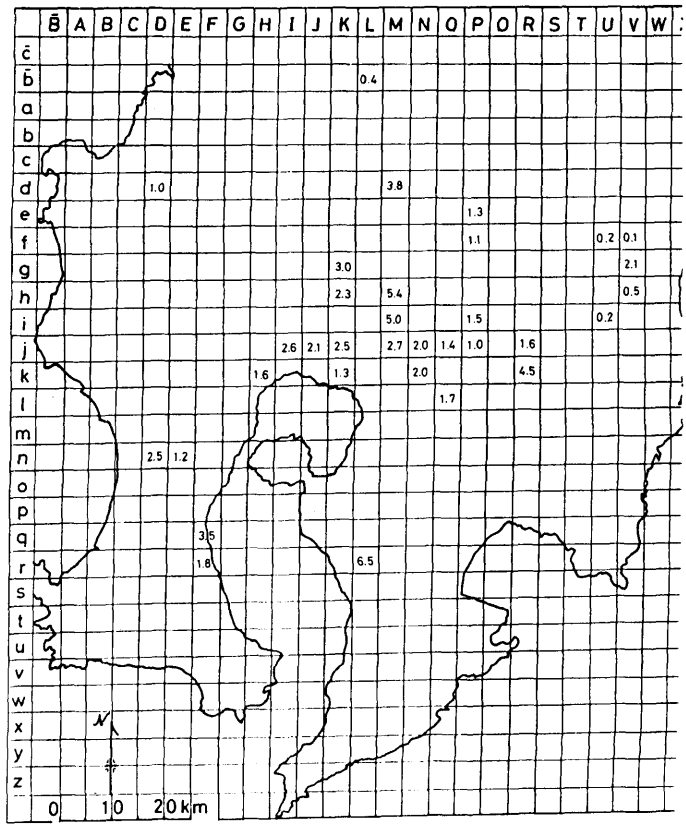 B̄ A B C D E F G H I J K L M N O P Q R S T U V W
c̄
b̄ 0.4
a
b
c
d 1.0 3.8
e 1.3
f 1.1 0.2 0.1
g 3.0 2.1
h 2.3 5.4 0.5
i 5.0 1.5 0.2
j 2.6 2.1 2.5 2.7 2.0 1.4 1.0 1.6
k 1.6 1.3 2.0 4.5
l 1.7
m
n 2.5 1.2
o
p
q 3.5
r 1.8 6.5
s
t
u
v
w
x N
y
z
0 10 20 km